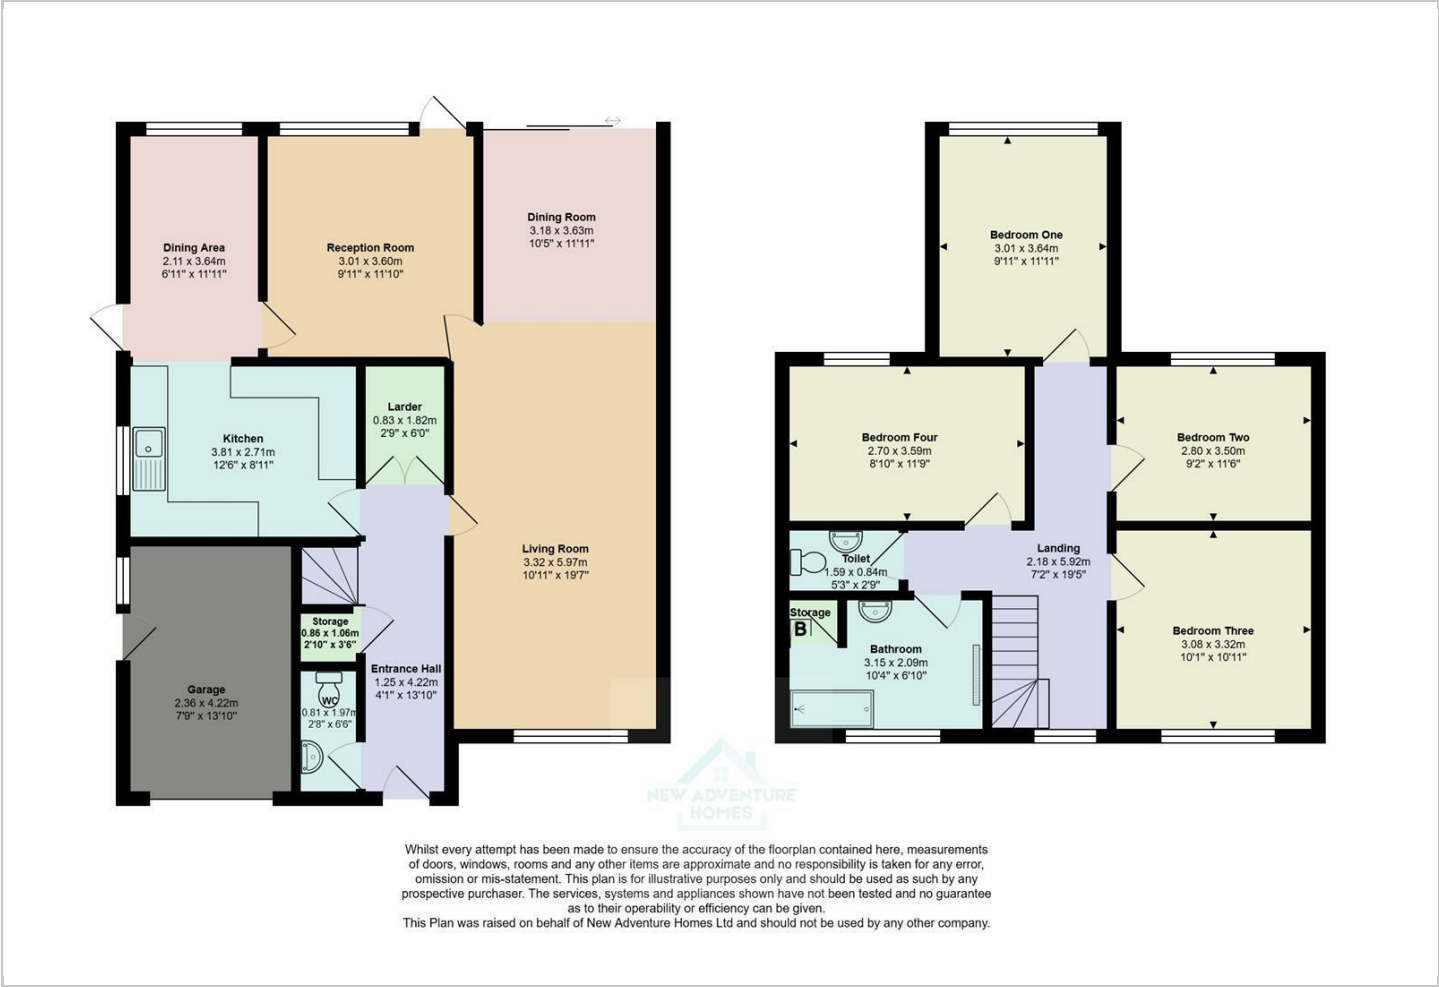 Dining Area
2.11 x 3.64m
6'11" x 11'11"
Reception Room
3.01 x 3.60m
9'11" x 11'10"
Dining Room
3.18 x 3.63m
10'5" x 11'11"
Kitchen
3.81 x 2.71m
12'6" x 8'11"
Larder
0.83 x 1.82m
2'9" x 6'0"
Living Room
3.32 x 5.97m
10'11" x 19'7"
Storage
0.86 x 1.06m
2'10" x 3'6"
Entrance Hall
1.25 x 4.22m
4'1" x 13'10"
Garage
2.36 x 4.22m
7'9" x 13'10"
WC
0.81 x 1.97m
2'8" x 6'6"
Bedroom One
3.01 x 3.64m
9'11" x 11'11"
Bedroom Four
2.70 x 3.59m
8'10" x 11'9"
Bedroom Two
2.80 x 3.50m
9'2" x 11'6"
Toilet
1.59 x 0.84m
5'3" x 2'9"
Landing
2.18 x 5.92m
7'2" x 19'5"
Storage
B
Bathroom
3.15 x 2.09m
10'4" x 6'10"
Bedroom Three
3.08 x 3.32m
10'1" x 10'11"
NEW ADVENTURE
HOMES
Whilst every attempt has been made to ensure the accuracy of the floorplan contained here, measurements
of doors, windows, rooms and any other items are approximate and no responsibility is taken for any error,
omission or mis-statement. This plan is for illustrative purposes only and should be used as such by any
prospective purchaser. The services, systems and appliances shown have not been tested and no guarantee
as to their operability or efficiency can be given.
This Plan was raised on behalf of New Adventure Homes Ltd and should not be used by any other company.